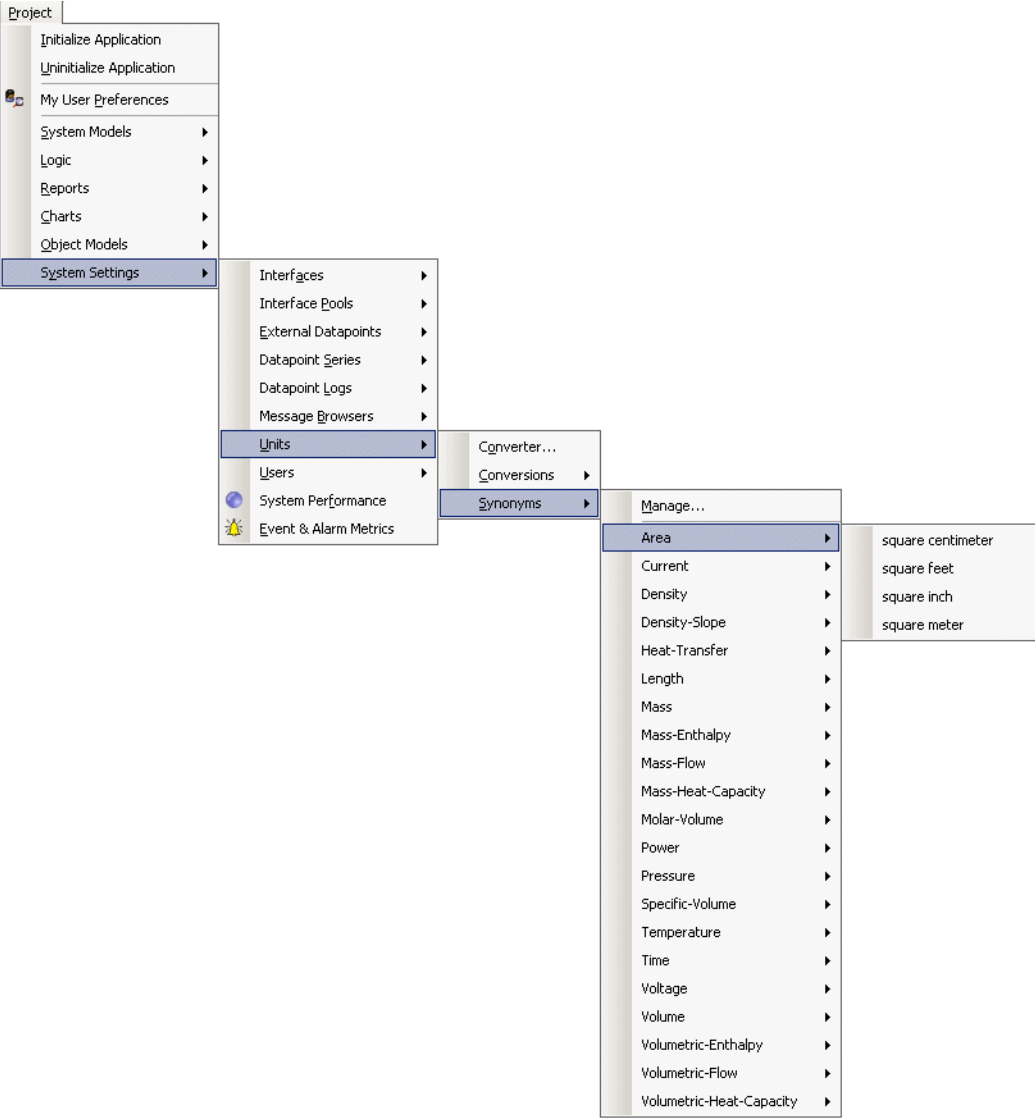 Project
Initialize Application
Uninitialize Application
My User Preferences
System Models
Logic
Reports
Charts
Object Models
System Settings
Interfaces
Interface Pools
External Datapoints
Datapoint Series
Datapoint Logs
Message Browsers
Units
Users
System Performance
Event & Alarm Metrics
Converter...
Conversions
Synonyms
Manage...
Area
Current
Density
Density-Slope
Heat-Transfer
Length
Mass
Mass-Enthalpy
Mass-Flow
Mass-Heat-Capacity
Molar-Volume
Power
Pressure
Specific-Volume
Temperature
Time
Voltage
Volume
Volumetric-Enthalpy
Volumetric-Flow
Volumetric-Heat-Capacity
square centimeter
square feet
square inch
square meter